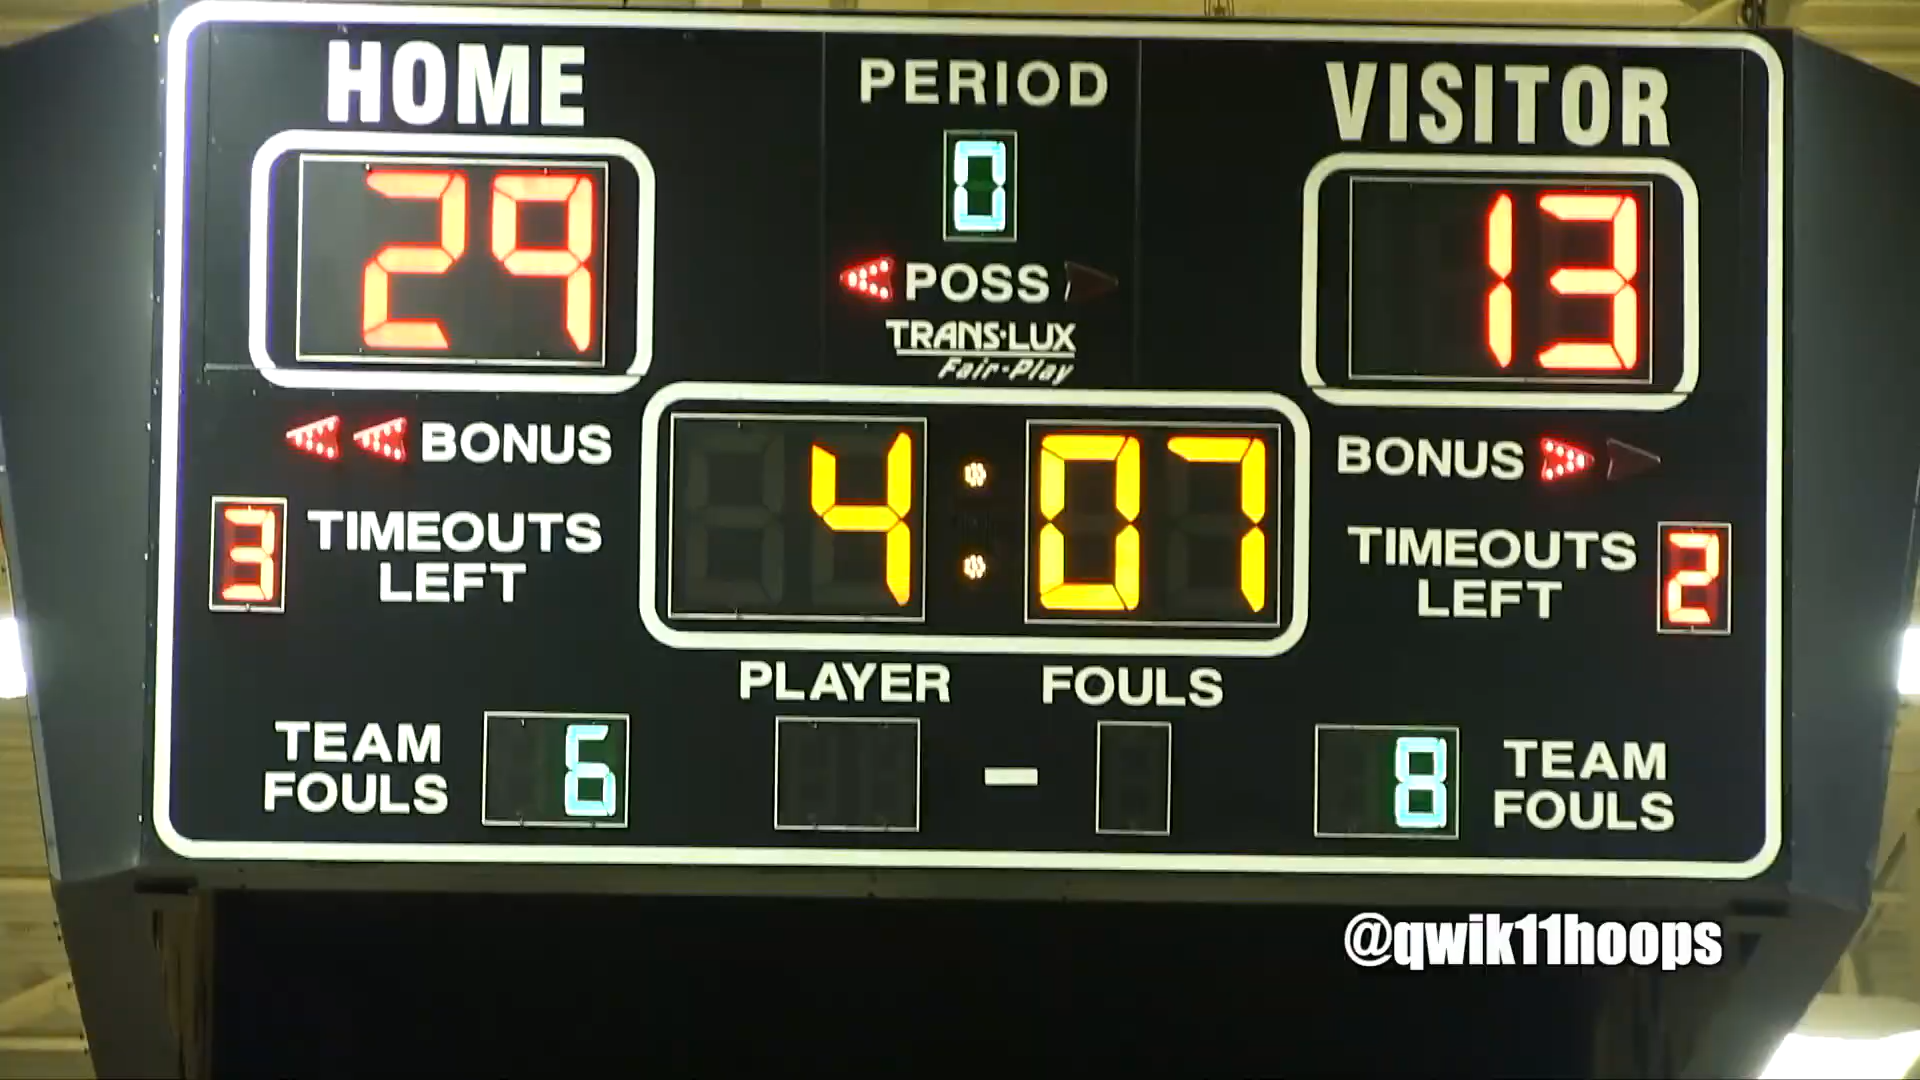 HOME
PERIOD
VISITOR
29
0
13
POSS
TRANS·LUX
Fair·Play
BONUS
4:07
BONUS
3
TIMEOUTS
LEFT
TIMEOUTS
LEFT
2
PLAYER FOULS
TEAM
FOULS
6
-
8
TEAM
FOULS
@qwik11hoops